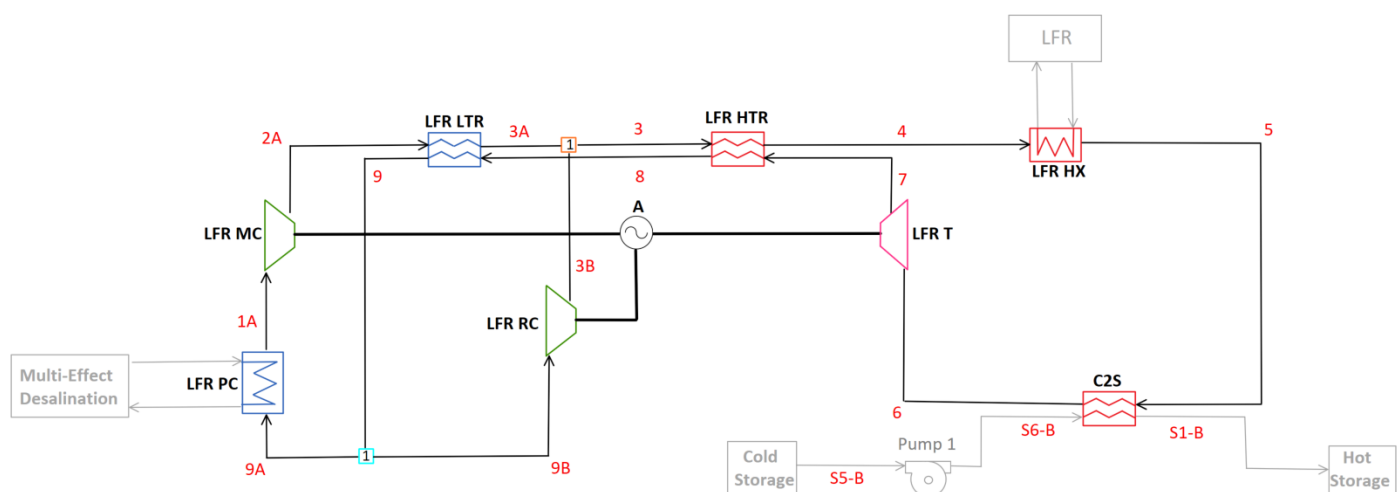 LFR
LFR LTR
LFR HTR
2A
3A
1
3
4
5
9
8
7
LFR HX
A
LFR MC
LFR T
3B
1A
LFR RC
Multi-Effect
Desalination
LFR PC
C2S
6
S6-B
S1-B
Pump 1
9A
1
9B
Cold
Storage
S5-B
Hot
Storage